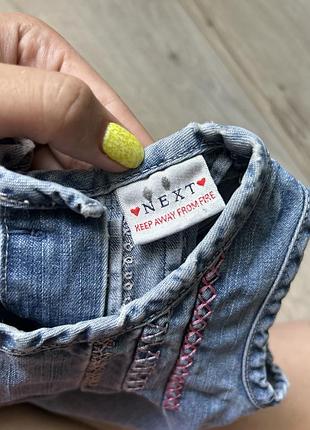 NEXT
KEEP AWAY FROM FIRE